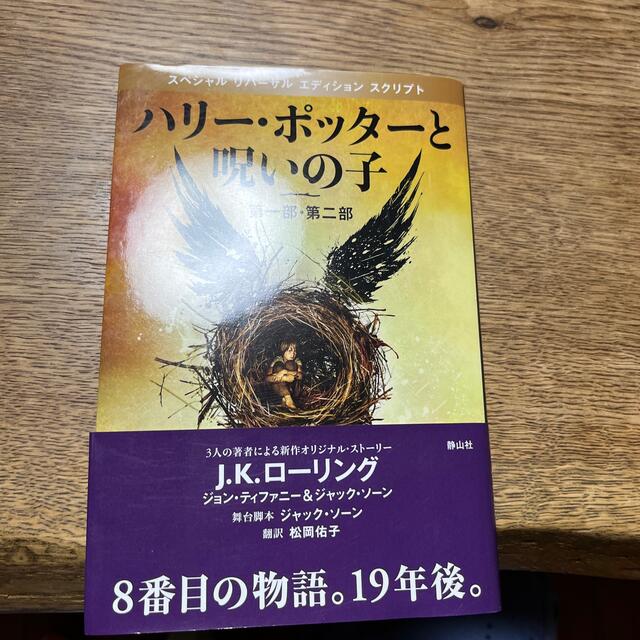 スペシャル リハーサル エディション スクリプト
ハリー・ポッターと
呪いの子
第一部・第二部
3人の著者による新作オリジナル・ストーリー
静山社
J.K.ローリング
ジョン・ティファニー&ジャック・ソーン
舞台脚本 ジャック・ソーン
翻訳 松岡佑子
8番目の物語。19年後。